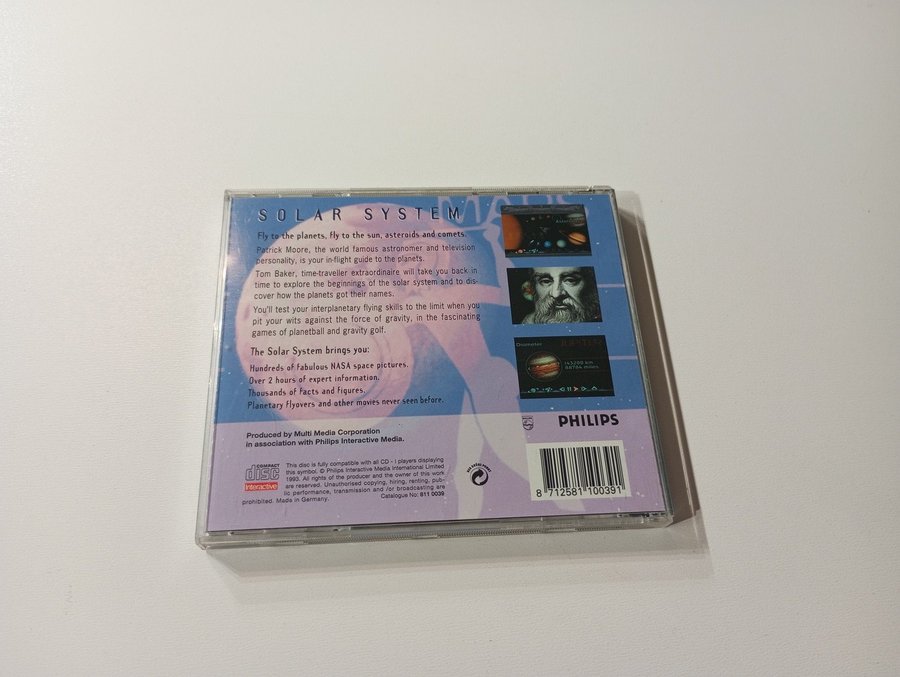 SOLAR SYSTEM
Fly to the planets, fly to the sun, asteroids and comets.
Patrick Moore, the world famous astronomer and television
personality, is your in-flight guide to the planets.
Tom Baker, time-traveller extraordinaire will take you back in
time to explore the beginnings of the solar system and to dis-
cover how the planets got their names.
You'll test your interplanetary flying skills to the limit when you
pit your wits against the force of gravity, in the fascinating
games of planetball and gravity golf.
The Solar System brings you:
Hundreds of fabulous NASA space pictures.
Over 2 hours of expert information.
Thousands of facts and figures.
Planetary flyovers and other movies never seen before.
MARS
Diameter JUPITER
143200 km
88794 miles
PHILIPS
Produced by Multi Media Corporation
in association with Philips Interactive Media.
COMPACT
disc
Interactive
This disc is fully compatible with all CD - I players displaying
this symbol. © Philips Interactive Media International Limited
1993. All rights of the producer and the owner of this work
are reserved. Unauthorised copying, hiring, renting, pub-
lic performance, transmission and /or broadcasting are
prohibited. Made in Germany. Catalogue No: 811 0039
8 712581 100391